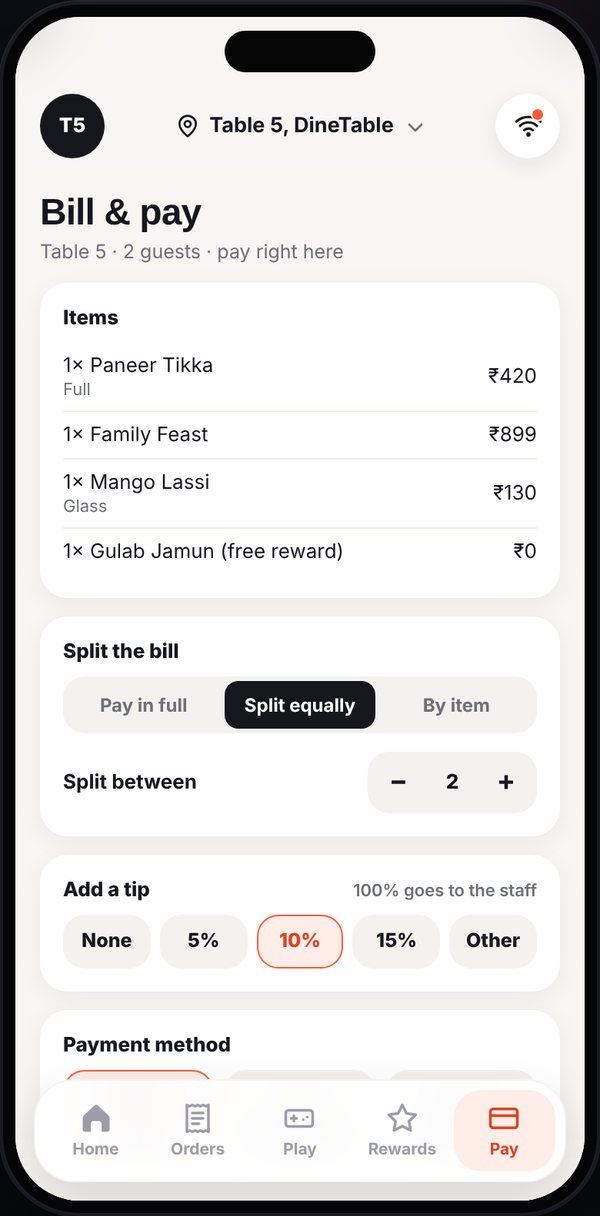 T5
Table 5, DineTable
Bill & pay
Table 5 · 2 guests · pay right here
Items
1× Paneer Tikka
Full
₹420
1× Family Feast
₹899
1× Mango Lassi
Glass
₹130
1× Gulab Jamun (free reward)
₹0
Split the bill
Pay in full
Split equally
By item
Split between
− 2 +
Add a tip
100% goes to the staff
None
5%
10%
15%
Other
Payment method
Home
Orders
Play
Rewards
Pay